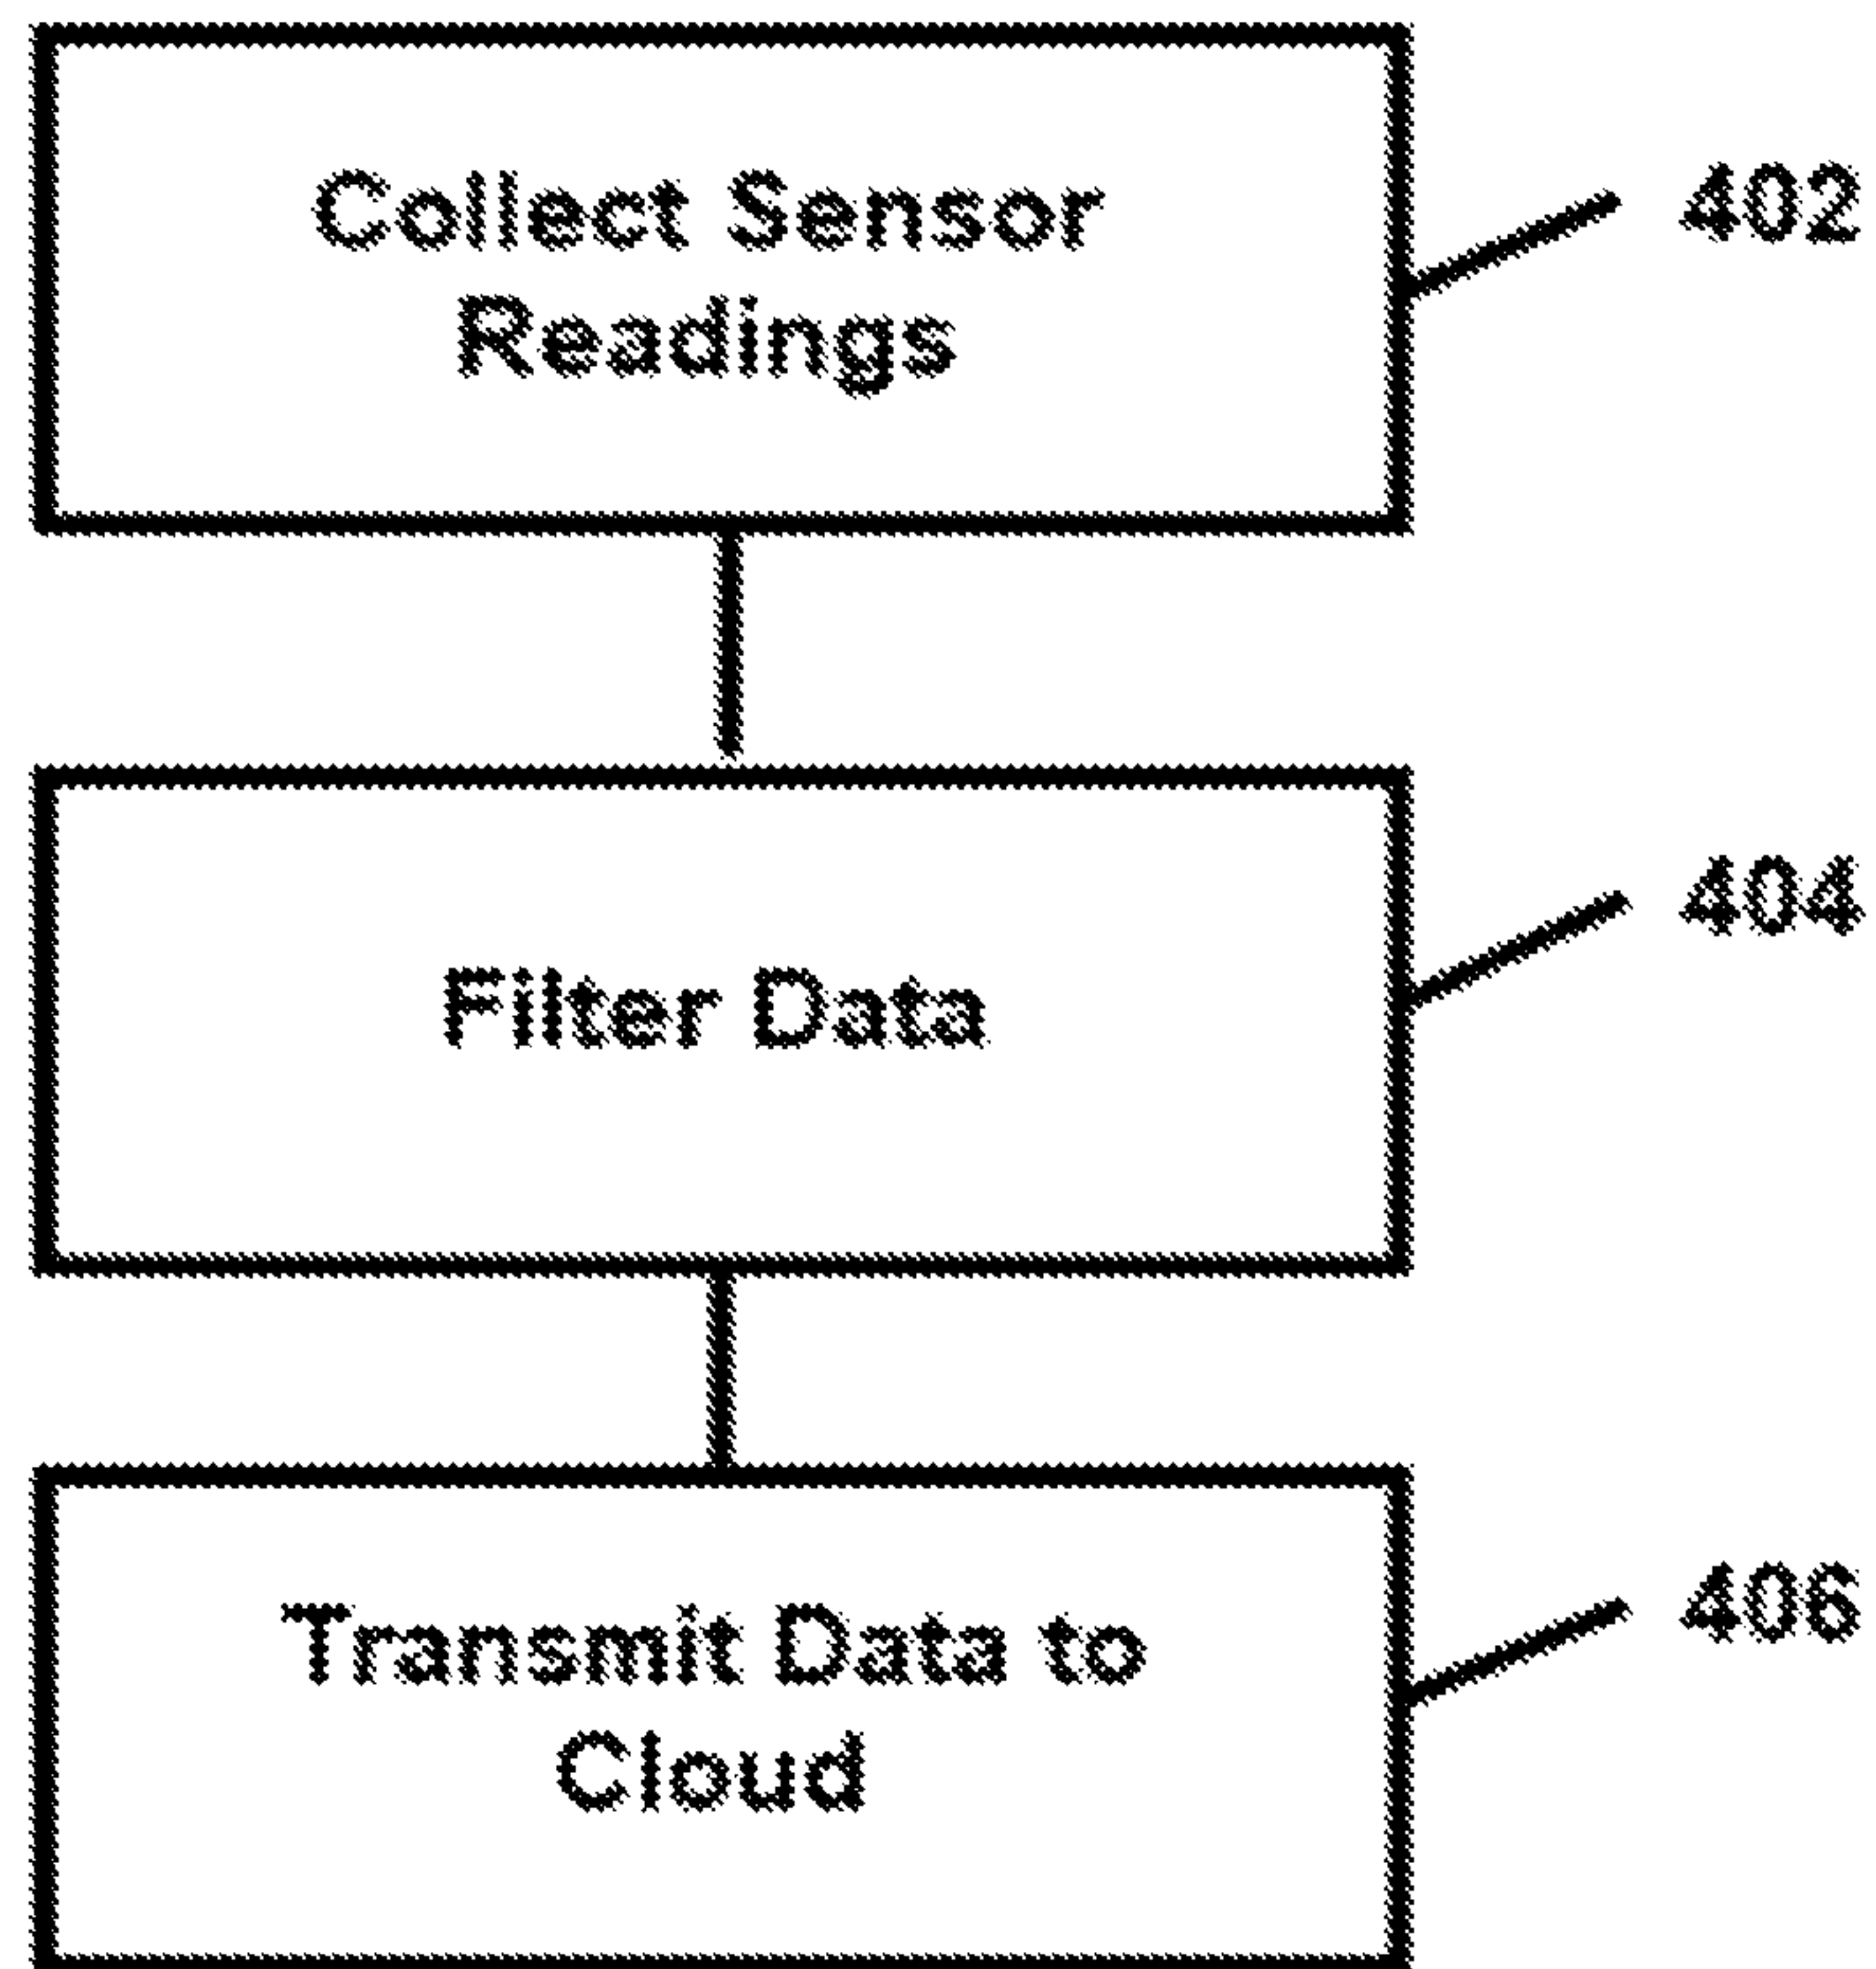 Collect Sensor
Readings
402
Filter Data
404
Transmit Data to
Cloud
406